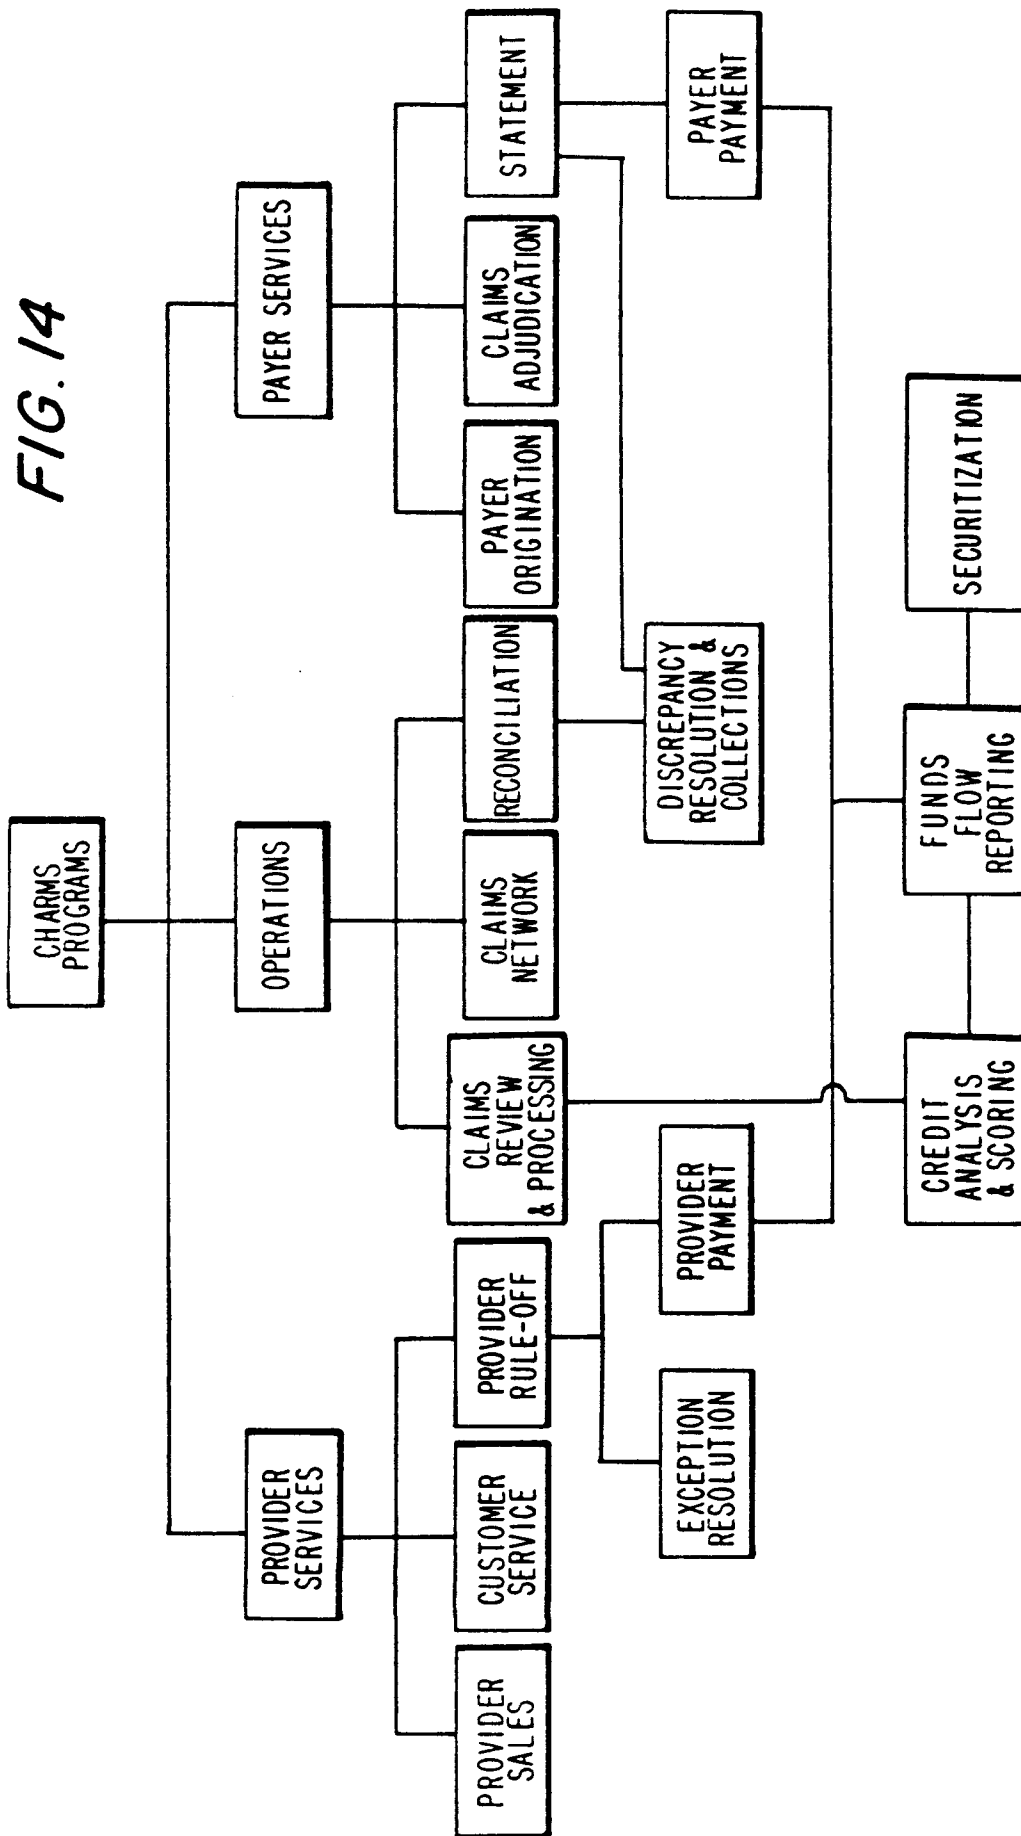 FIG. 14
CHARMS
PROGRAMS
PROVIDER
SERVICES
OPERATIONS
PAYER SERVICES
PROVIDER
SALES
CUSTOMER
SERVICE
PROVIDER
RULE-OFF
CLAIMS
REVIEW
& PROCESSING
CLAIMS
NETWORK
RECONCILIATION
PAYER
ORIGINATION
CLAIMS
ADJUDICATION
STATEMENT
EXCEPTION
RESOLUTION
PROVIDER
PAYMENT
DISCREPANCY
RESOLUTION &
COLLECTIONS
PAYER
PAYMENT
CREDIT
ANALYSIS
& SCORING
FUNDS
FLOW
REPORTING
SECURITIZATION